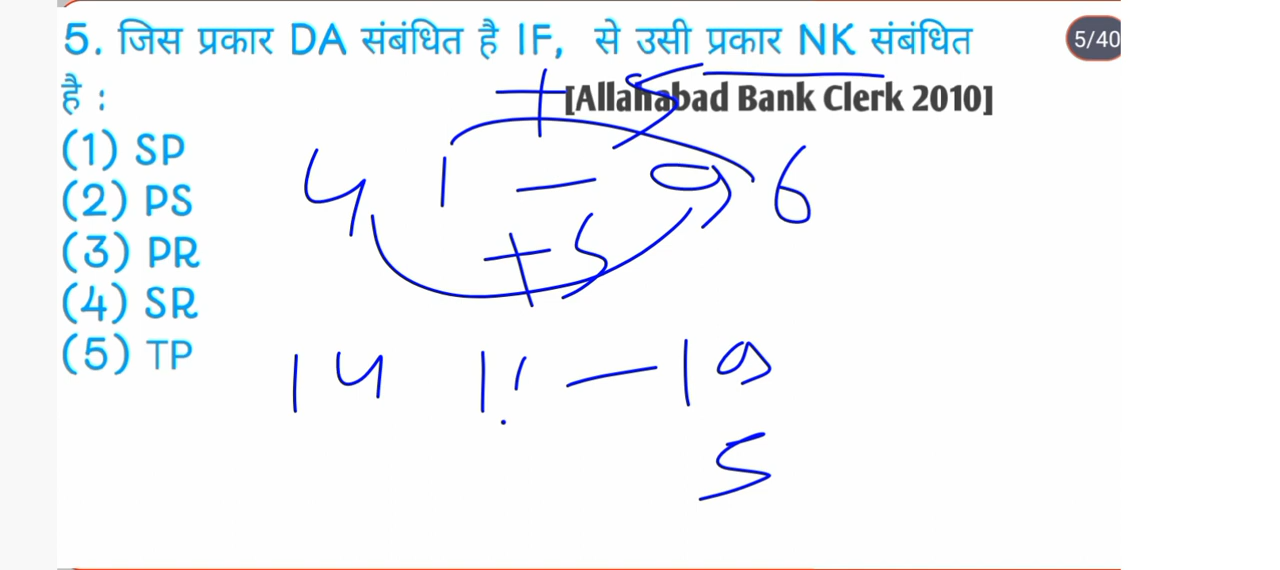 5. जिस प्रकार DA संबंधित है IF, से उसी प्रकार NK संबंधित
है :
5/40
[Allahabad Bank Clerk 2010]
(1) SP
(2) PS
(3) PR
(4) SR
(5) TP
+5
4 1 — 9 6
+5
14 11 — 19
S